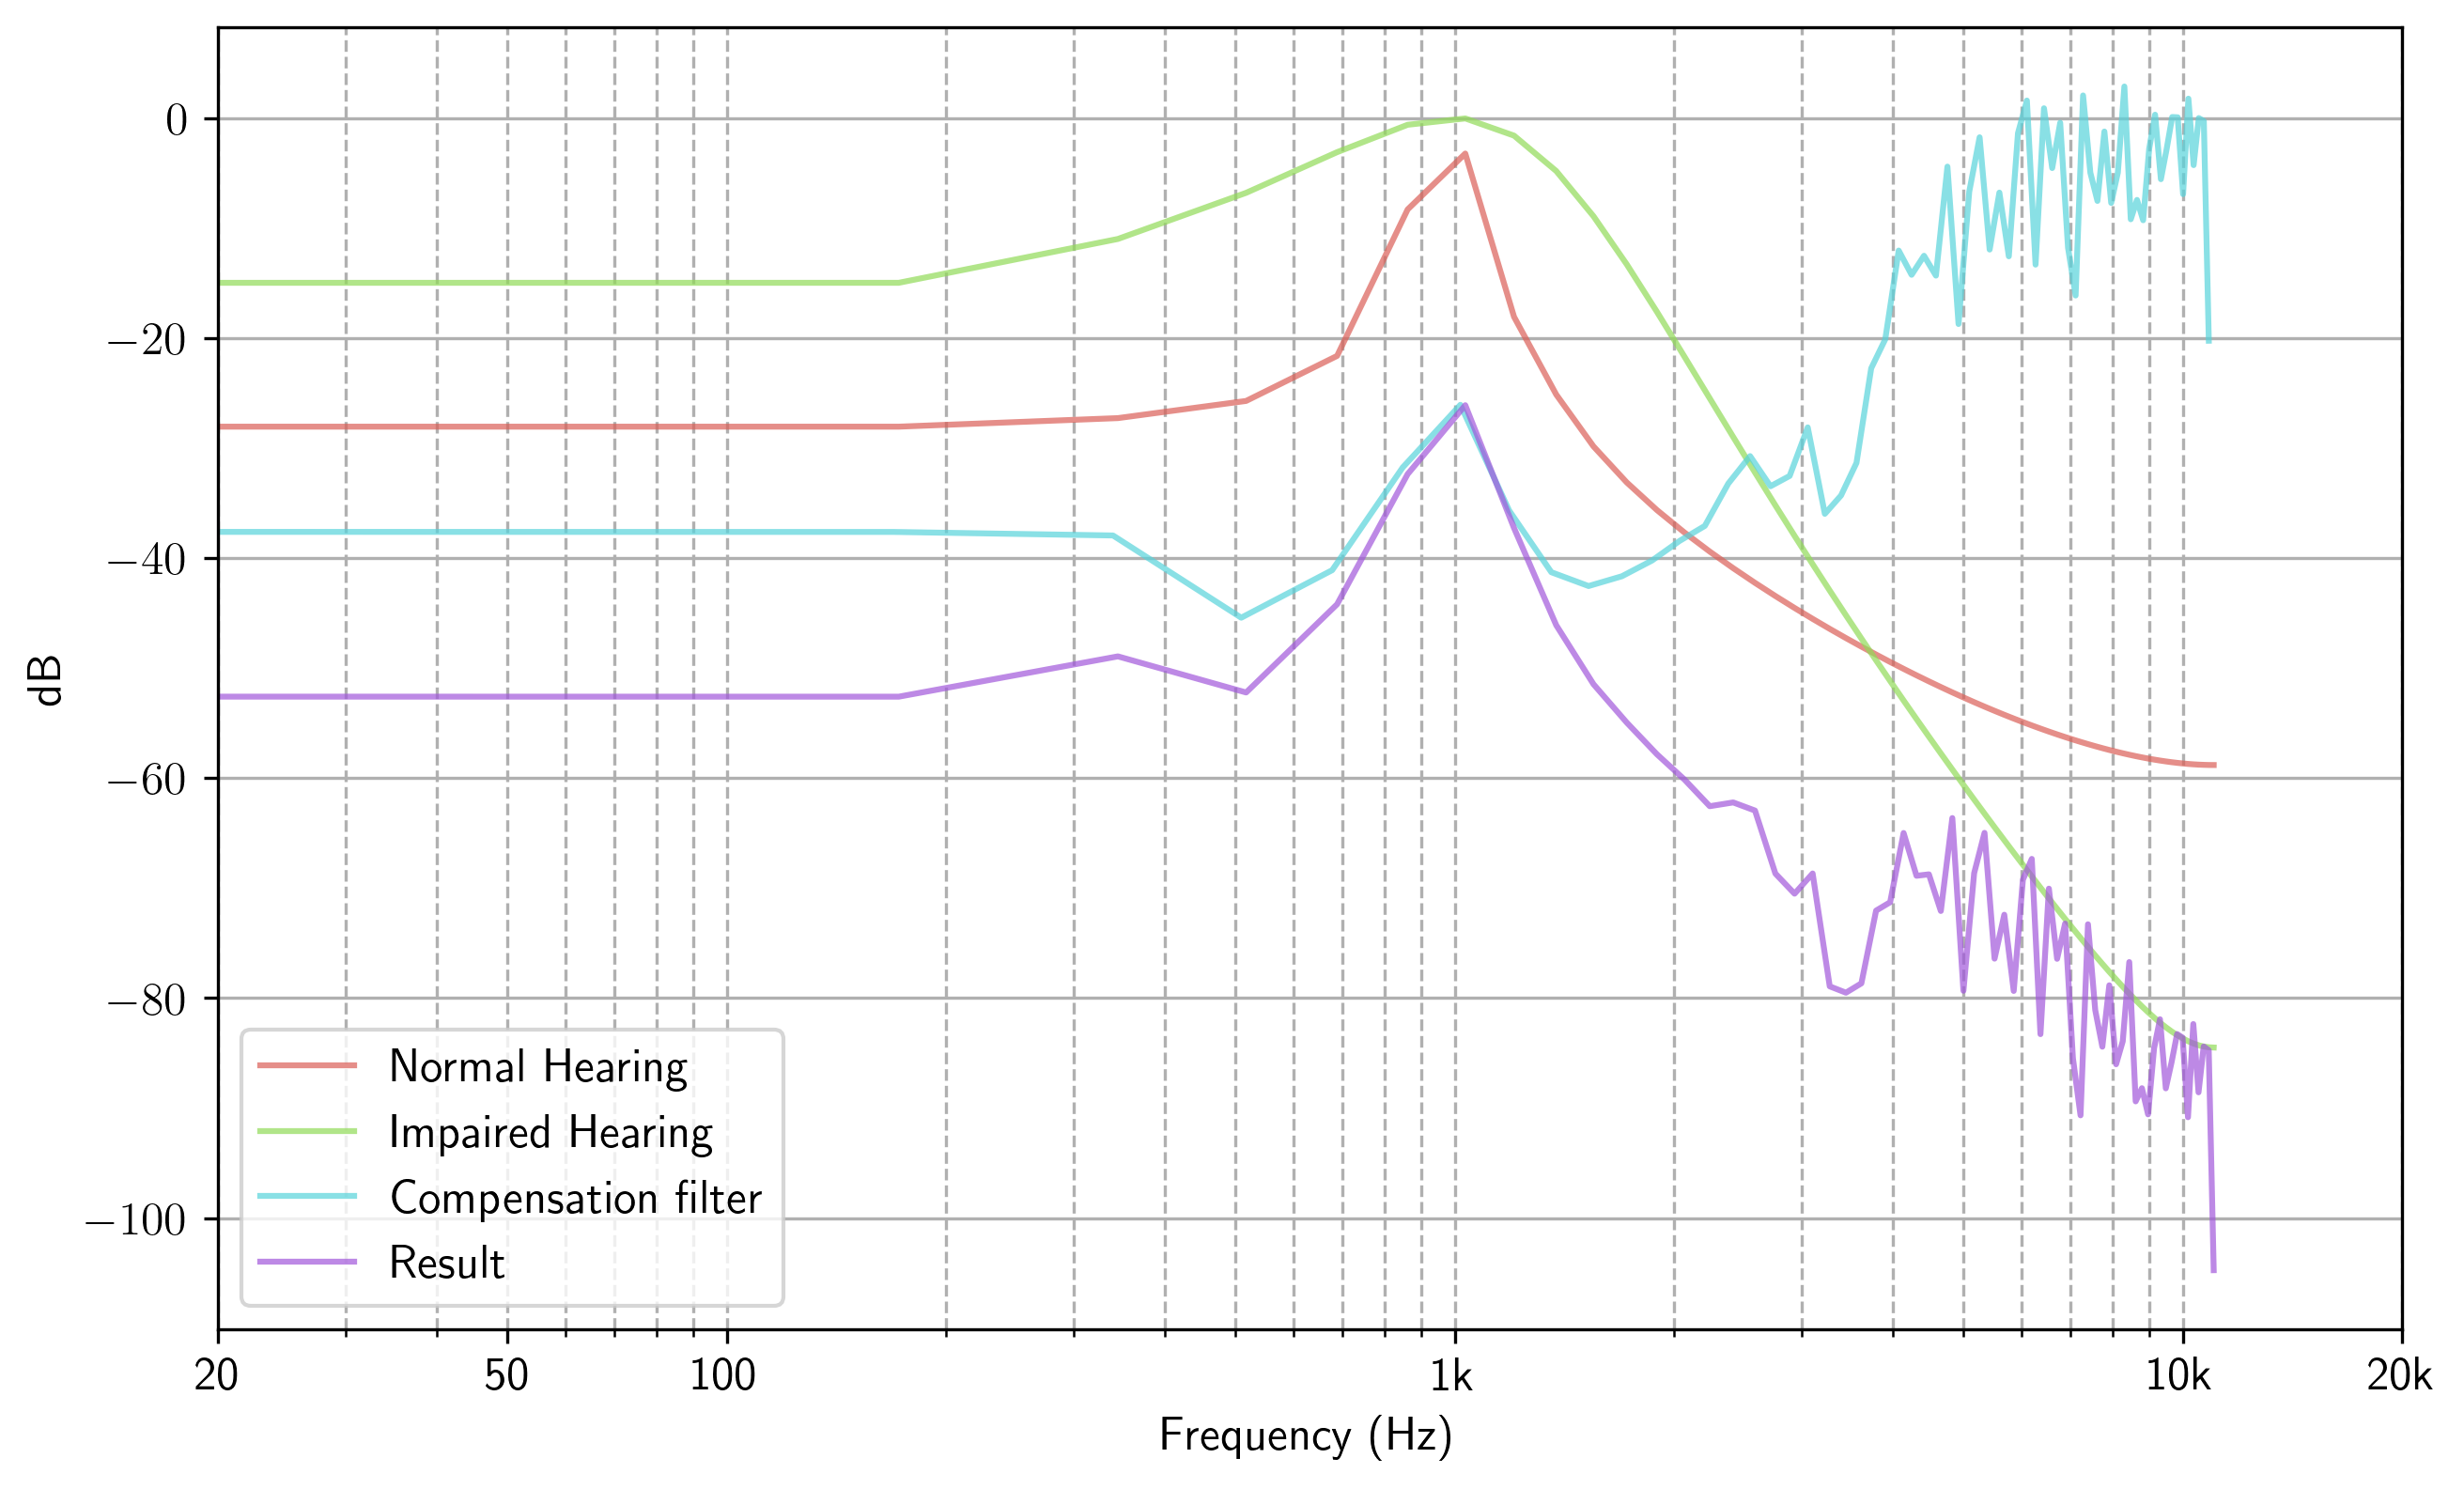 0
−20
−40
−60
−80
−100
dB
Normal Hearing
Impaired Hearing
Compensation filter
Result
20 50 100 1k 10k 20k
Frequency (Hz)